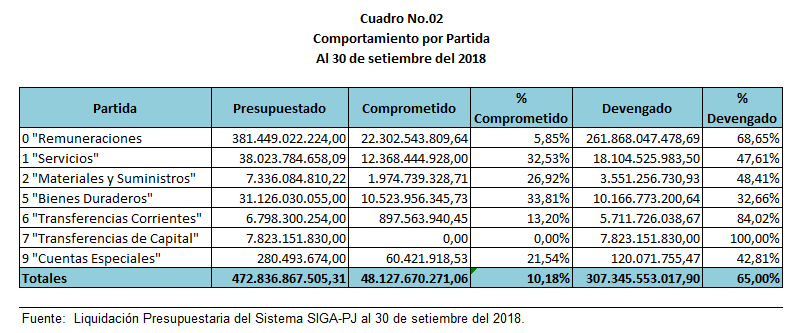 Cuadro No.02
Comportamiento por Partida
Al 30 de setiembre del 2018
Partida Presupuestado Comprometido % Comprometido Devengado % Devengado
0 "Remuneraciones 381.449.022.224,00 22.302.543.809,64 5,85% 261.868.047.478,69 68,65%
1 "Servicios" 38.023.784.658,09 12.368.444.928,00 32,53% 18.104.525.983,50 47,61%
2 "Materiales y Suministros" 7.336.084.810,22 1.974.739.328,71 26,92% 3.551.256.730,93 48,41%
5 "Bienes Duraderos" 31.126.030.055,00 10.523.956.345,73 33,81% 10.166.773.200,64 32,66%
6 "Transferencias Corrientes" 6.798.300.254,00 897.563.940,45 13,20% 5.711.726.038,67 84,02%
7 "Transferencias de Capital" 7.823.151.830,00 0,00 0,00% 7.823.151.830,00 100,00%
9 "Cuentas Especiales" 280.493.674,00 60.421.918,53 21,54% 120.071.755,47 42,81%
Totales 472.836.867.505,31 48.127.670.271,06 10,18% 307.345.553.017,90 65,00%
Fuente: Liquidación Presupuestaria del Sistema SIGA-PJ al 30 de setiembre del 2018.